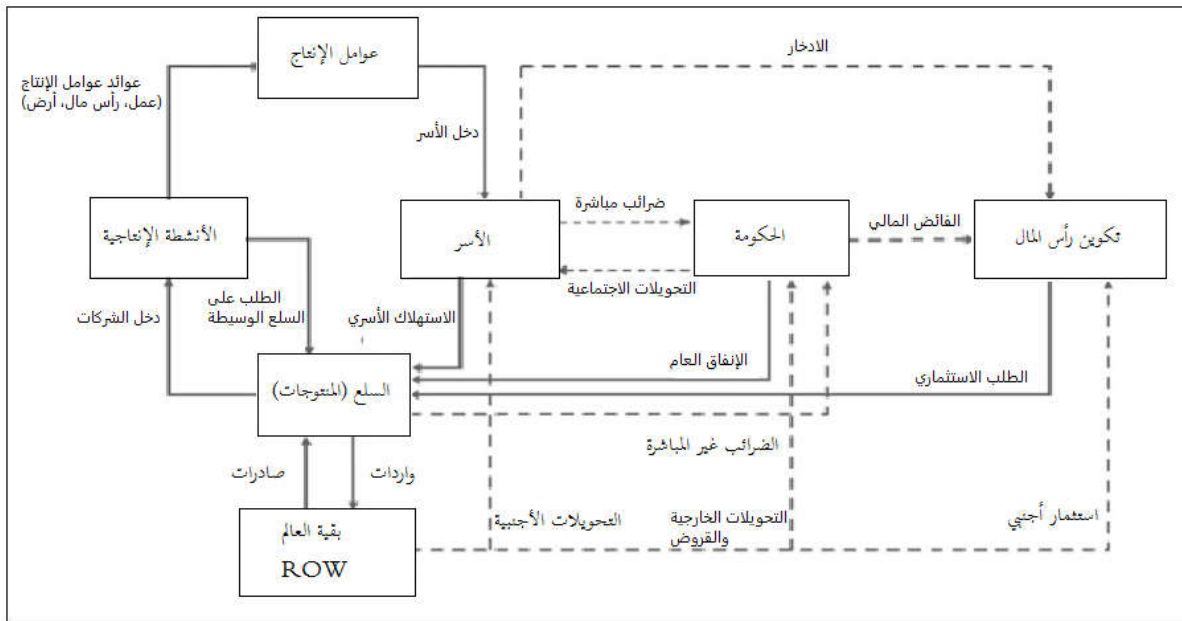 عوامل الإنتاج
الادخار
عوائد عوامل الإنتاج
(عمل، رأس مال، أرض)
دخل الأسر
الأنشطة الإنتاجية
الأسر
ضرائب مباشرة
الحكومة
الفائض المالي
تكوين رأس المال
التحويلات الاجتماعية
دخل الشركات
الطلب على
السلع الوسيطة
الاستهلاك الأسري
الإنفاق العام
الطلب الاستثماري
السلع (المنتوجات)
الضرائب غير المباشرة
صادرات
واردات
بقية العالم
ROW
التحويلات الأجنبية
التحويلات الخارجية
والقروض
استثمار أجنبي